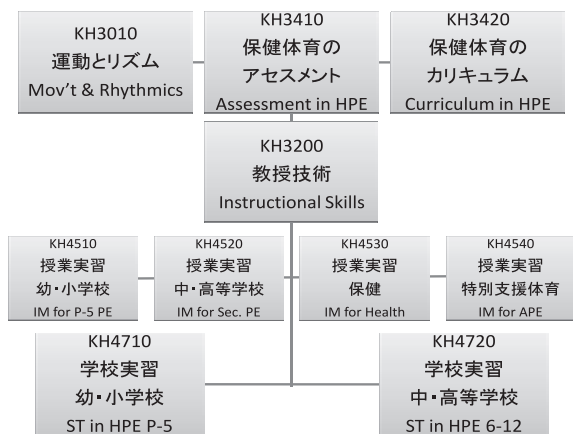 KH3010
運動とリズム
Mov't & Rhythmics
KH3410
保健体育の
アセスメント
Assessment in HPE
KH3420
保健体育の
カリキュラム
Curriculum in HPE
KH3200
教授技術
Instructional Skills
KH4510
授業実習
幼・小学校
IM for P-5 PE
KH4520
授業実習
中・高等学校
IM for Sec. PE
KH4530
授業実習
保健
IM for Health
KH4540
授業実習
特別支援体育
IM for APE
KH4710
学校実習
幼・小学校
ST in HPE P-5
KH4720
学校実習
中・高等学校
ST in HPE 6-12